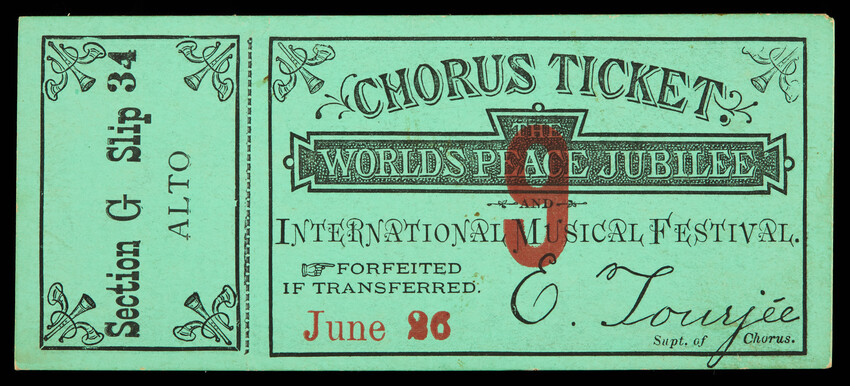 Section G Slip 34
ALTO
CHORUS TICKET.
THE
WORLD'S PEACE JUBILEE
9
AND
INTERNATIONAL MUSICAL FESTIVAL.
FORFEITED
IF TRANSFERRED.
E. Tourjée
June 26
Supt. of Chorus.